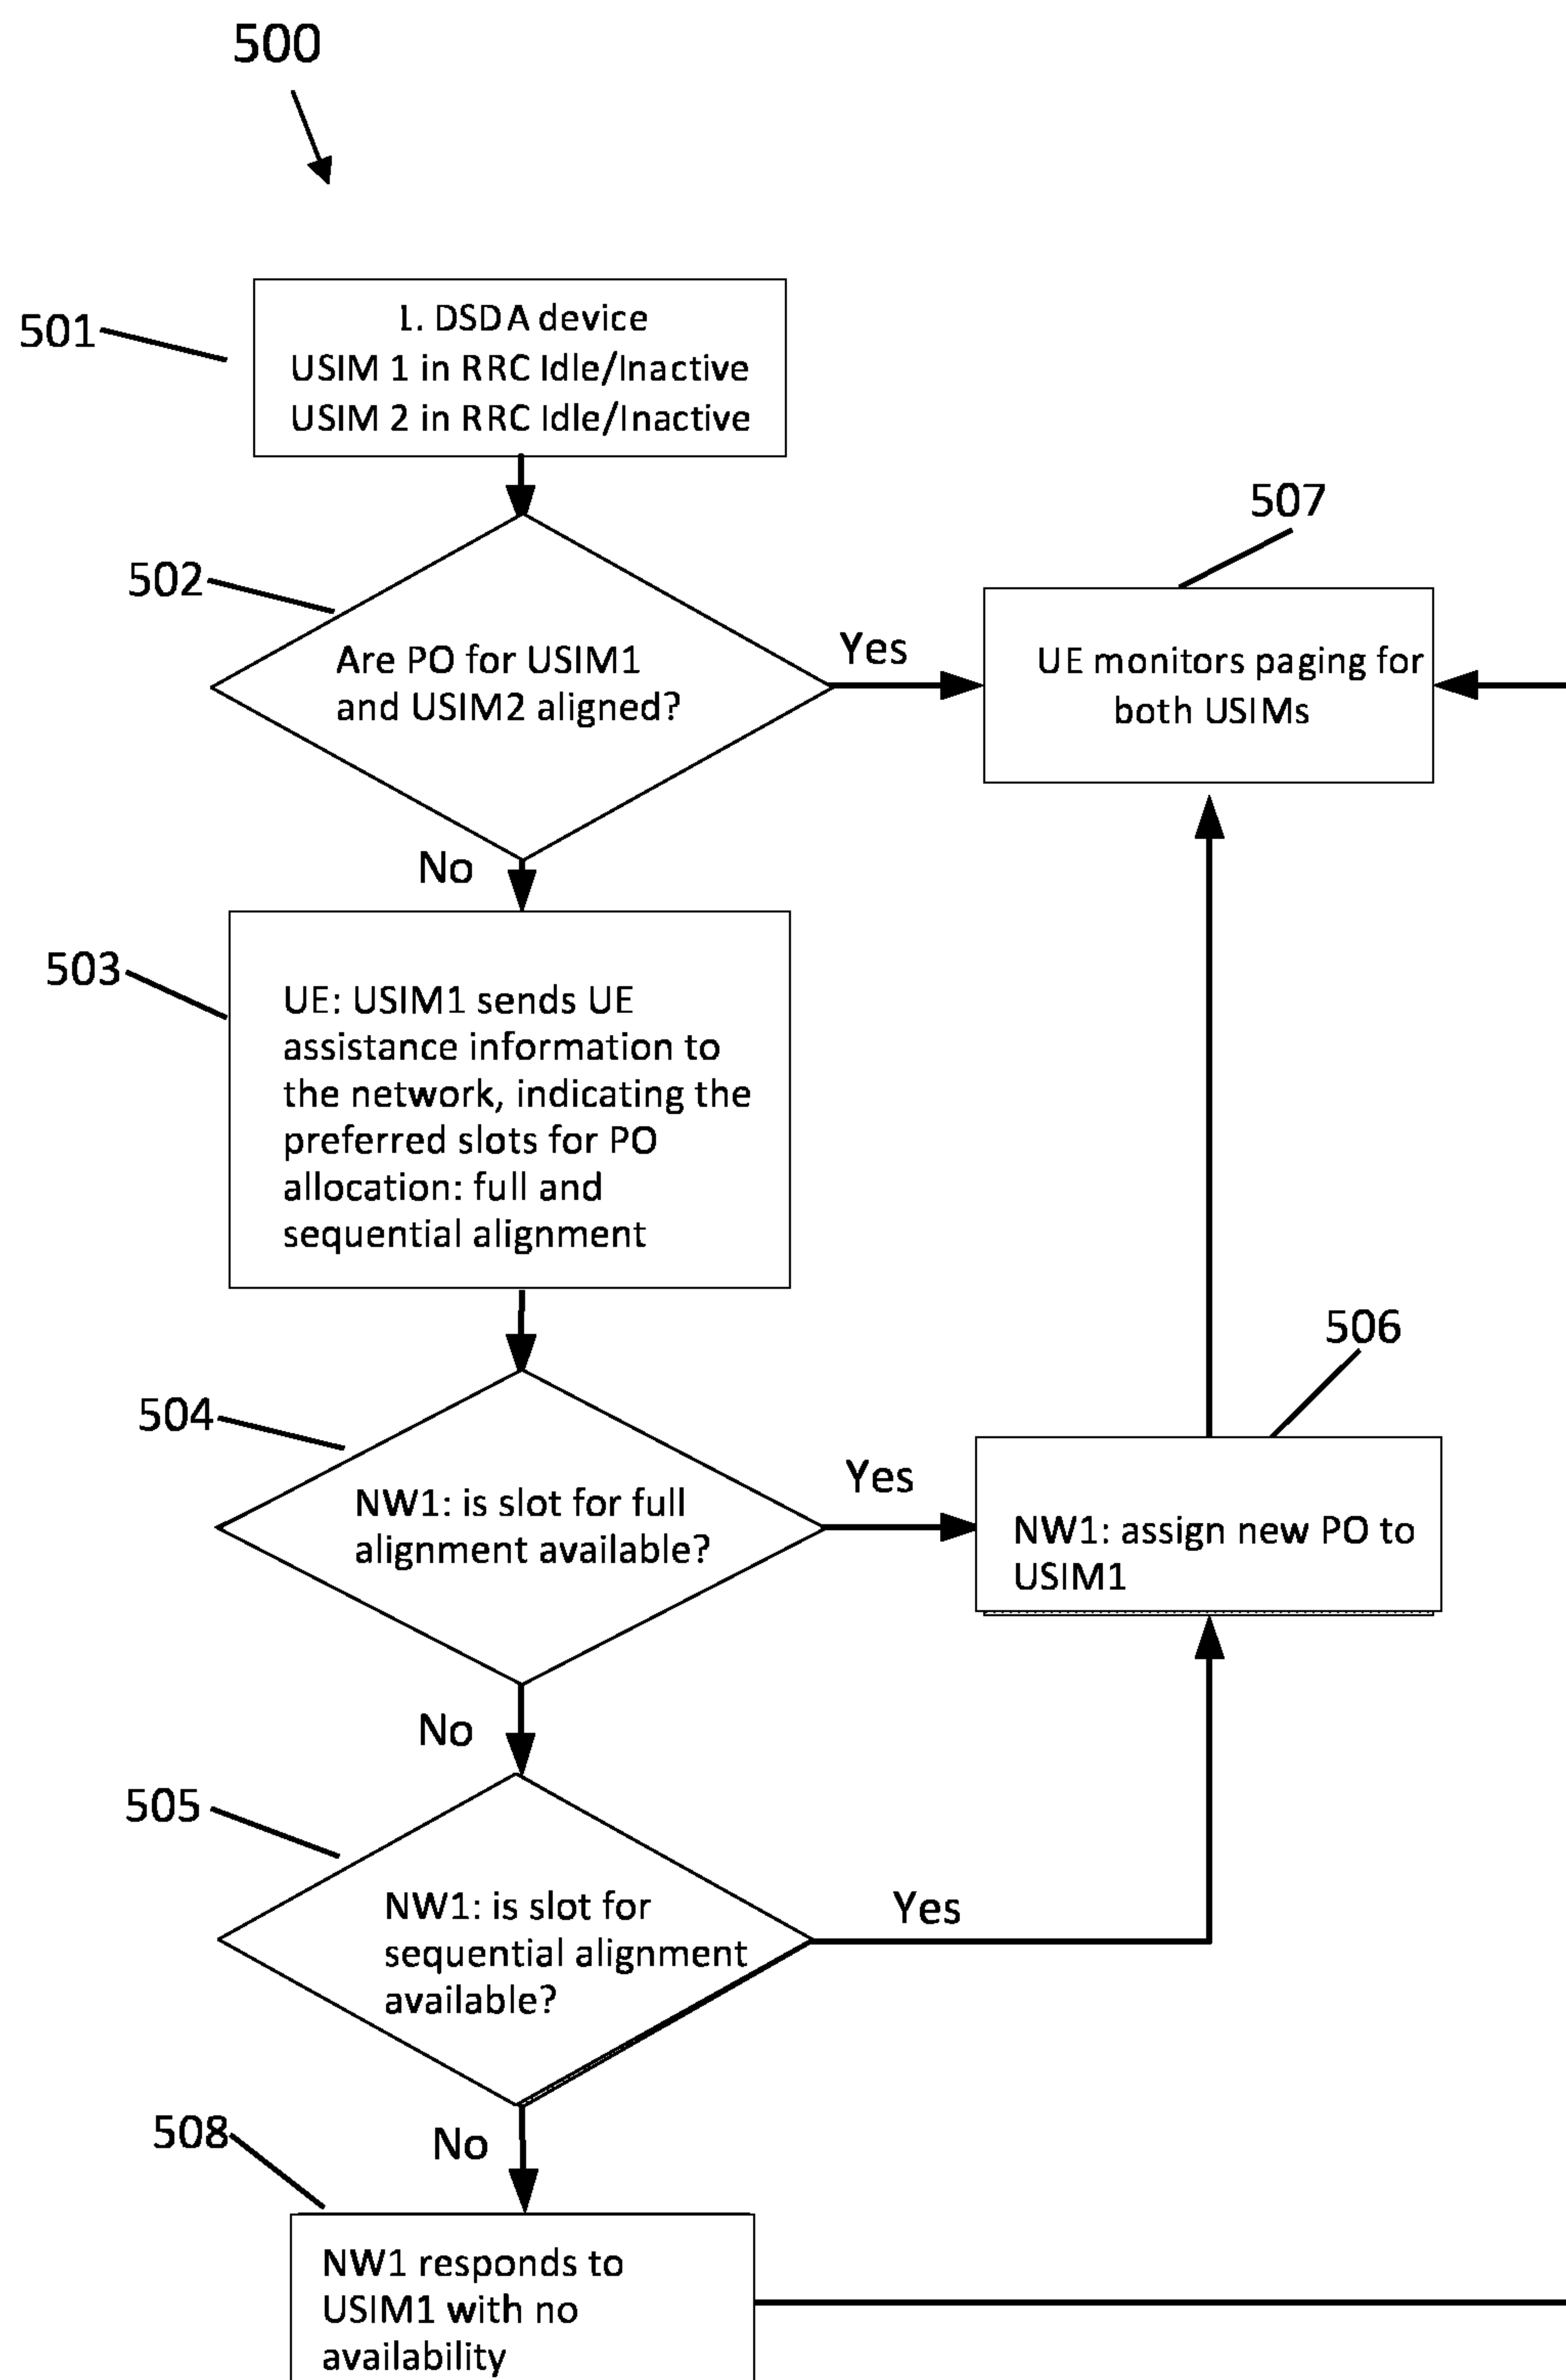 500
501
1. DSDA device
USIM 1 in RRC Idle/Inactive
USIM 2 in RRC Idle/Inactive
502
Are PO for USIM1
and USIM2 aligned?
Yes
507
UE monitors paging for
both USIMs
No
503
UE: USIM1 sends UE
assistance information to
the network, indicating the
preferred slots for PO
allocation: full and
sequential alignment
504
NW1: is slot for full
alignment available?
Yes
506
NW1: assign new PO to
USIM1
No
505
NW1: is slot for
sequential alignment
available?
Yes
No
508
NW1 responds to
USIM1 with no
availability